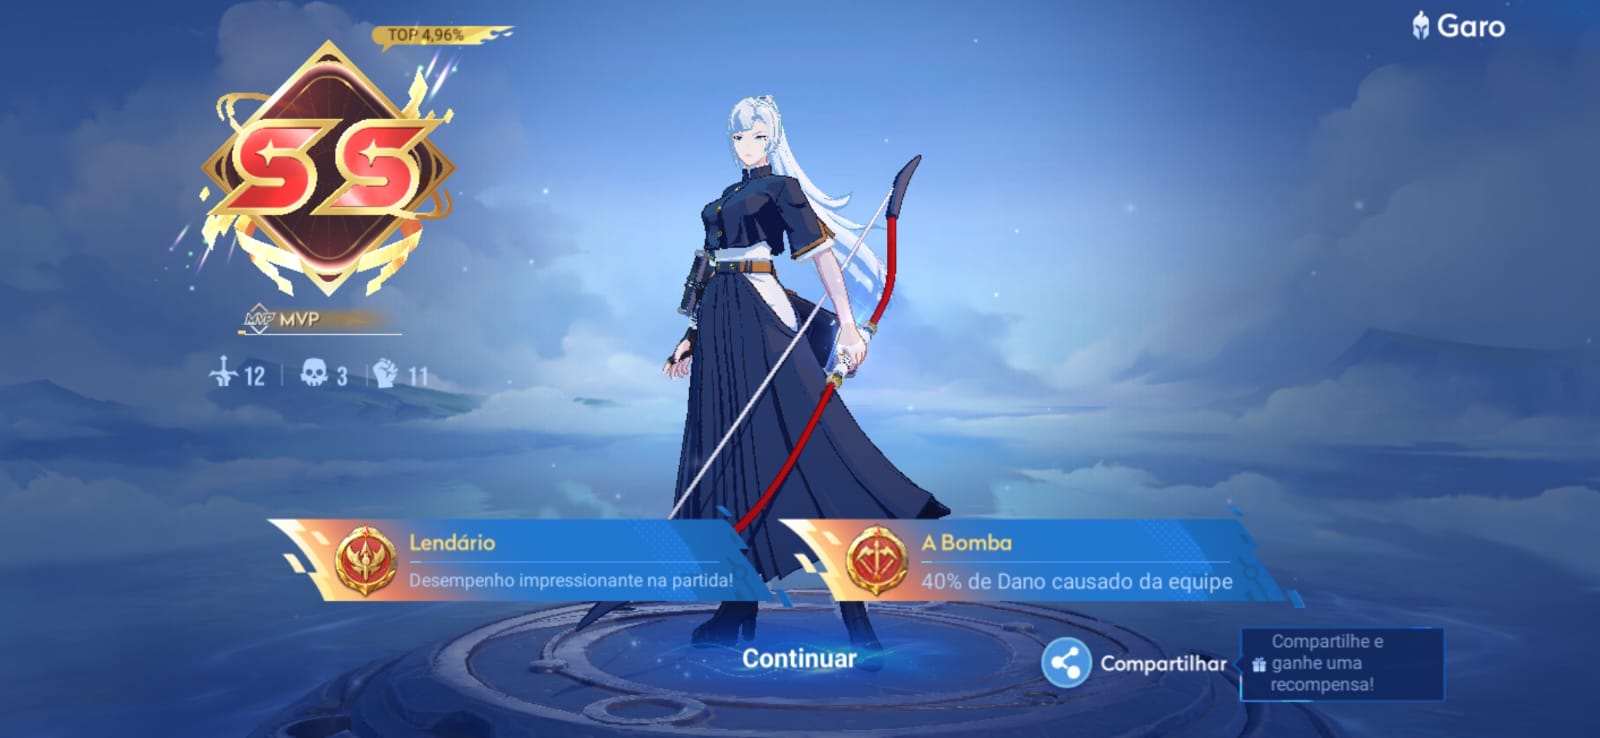 TOP 4,96%
Garo
SS
MVP MVP
12 3 11
Lendário
Desempenho impressionante na partida!
A Bomba
40% de Dano causado da equipe
Continuar
Compartilhar
Compartilhe e
ganhe uma
recompensa!